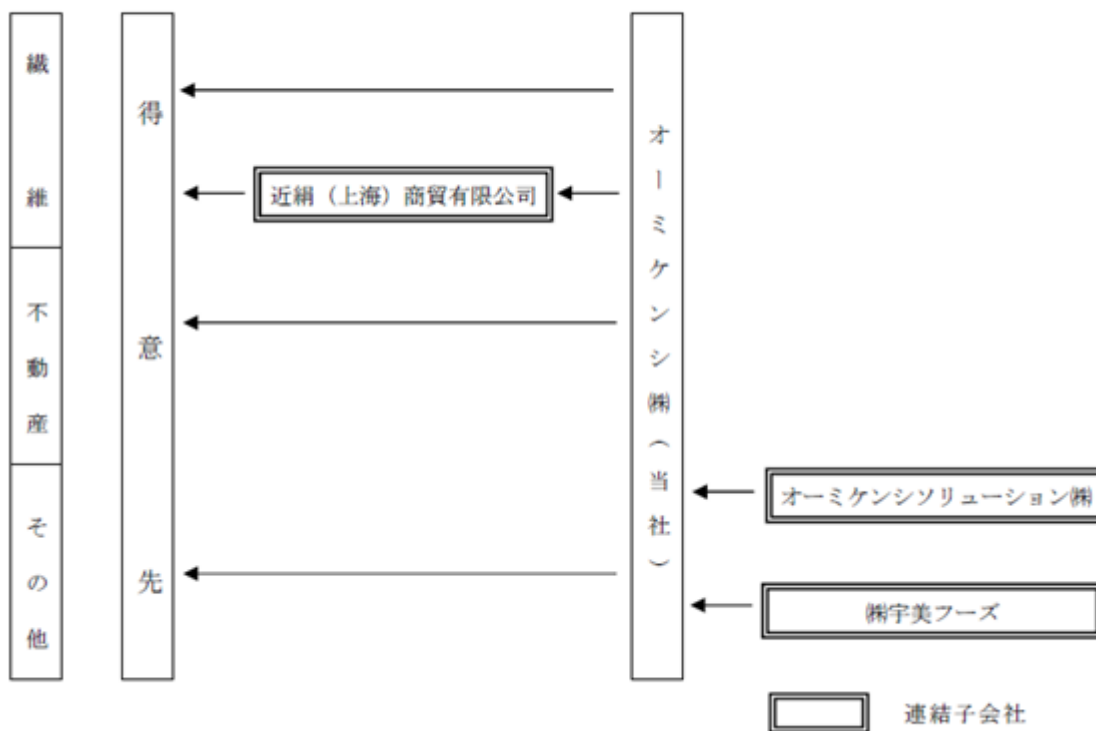 繊維
不動産
その他
得意先
近絹（上海）商貿有限公司
オーミケンシ㈱（当社）
オーミケンシソリューション㈱
㈱宇美フーズ
連結子会社